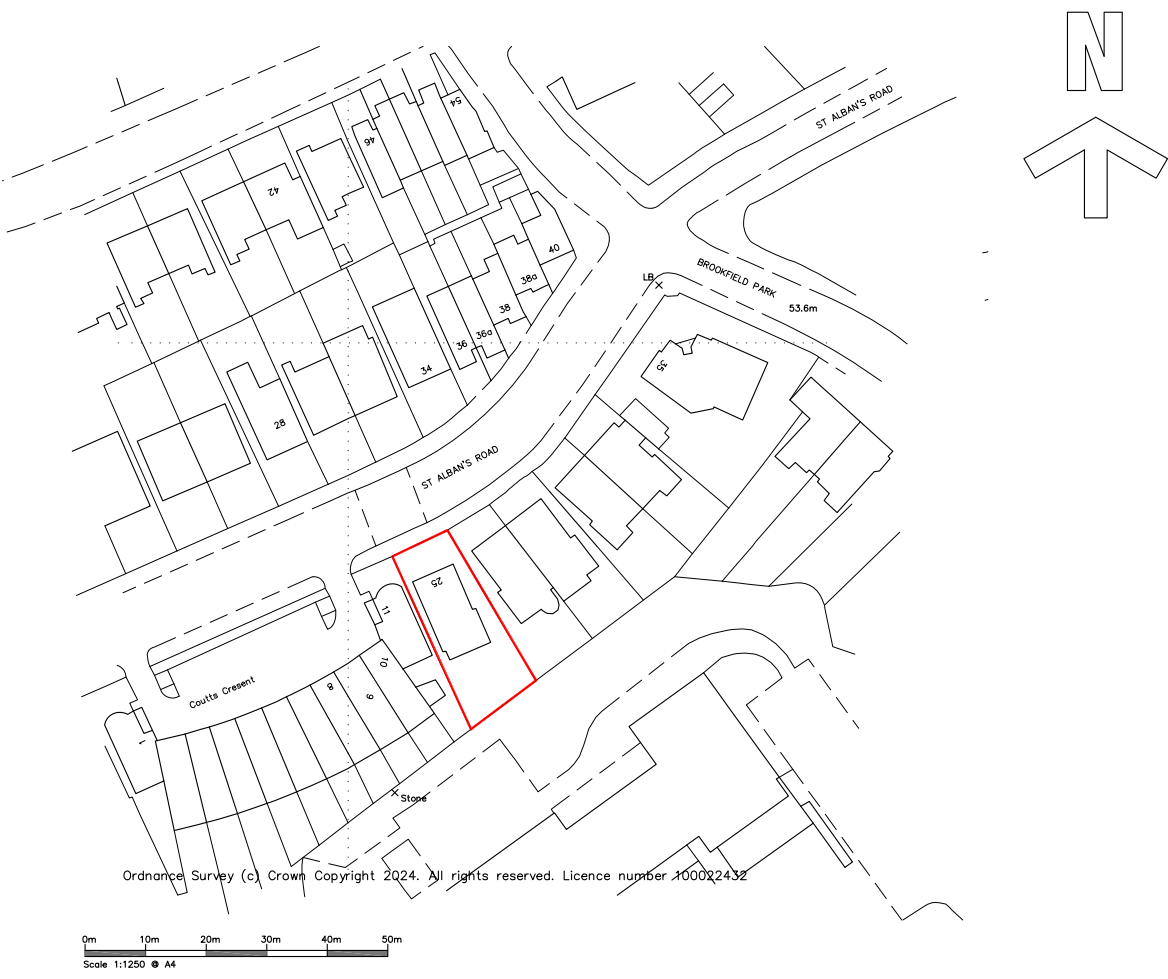 N
ST ALBAN'S ROAD
54
46
42
40
LB
BROOKFIELD PARK
38a
53.6m
38
36a
36
35
34
28
ST ALBAN'S ROAD
25
11
10
8
9
Coutts Cresent
1
Stone
Ordnance Survey (c) Crown Copyright 2024. All rights reserved. Licence number 100022432
0m 10m 20m 30m 40m 50m
Scale 1:1250 @ A4